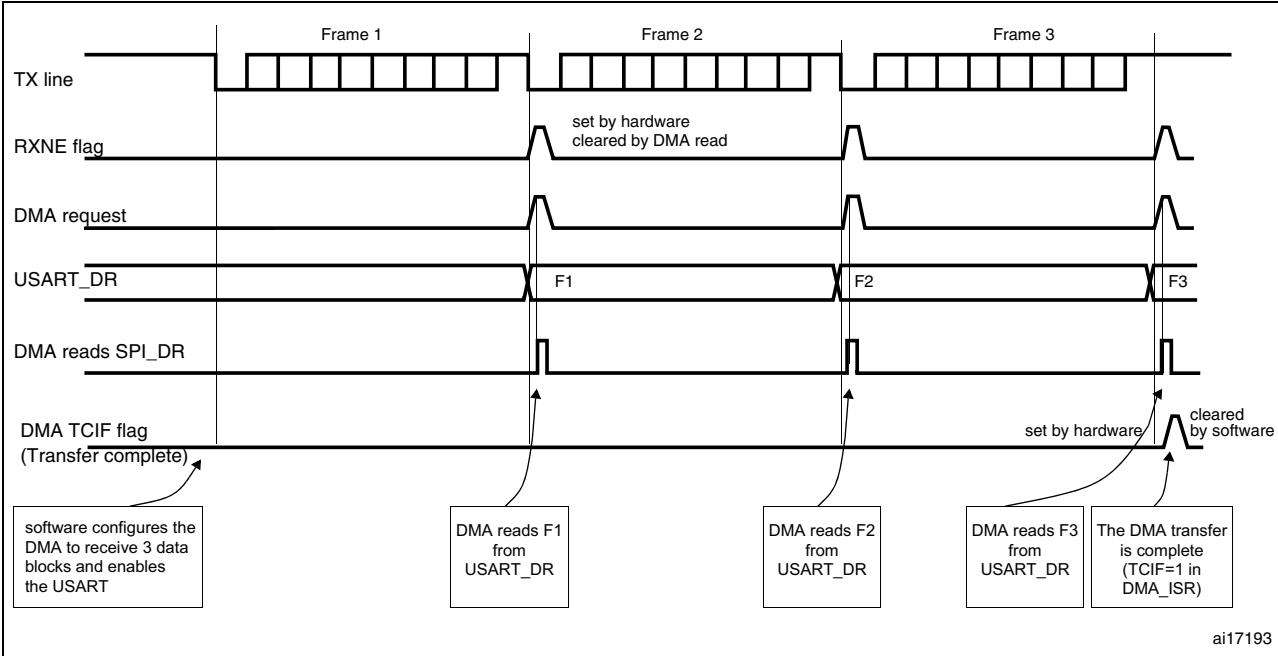 Frame 1
Frame 2
Frame 3
TX line
set by hardware
cleared by DMA read
RXNE flag
DMA request
USART_DR
F1
F2
F3
DMA reads SPI_DR
DMA TCIF flag
(Transfer complete)
set by hardware
cleared
by software
software configures the
DMA to receive 3 data
blocks and enables
the USART
DMA reads F1
from
USART_DR
DMA reads F2
from
USART_DR
DMA reads F3
from
USART_DR
The DMA transfer
is complete
(TCIF=1 in
DMA_ISR)
ai17193